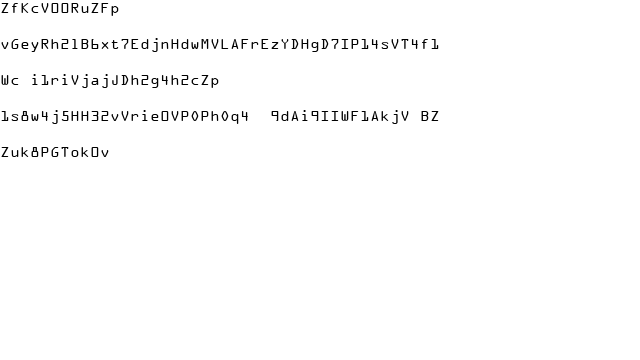 ZfKcVOORuZFp
vGeyRh2lB6xt7EdjnHdwMVLAFrEzYDHgD7IP14sVT4f1
Wc i1riVjajJDh2g4h2cZp
1s8w4j5HH32vVrieOVP0Ph0q4  9dAi9IIWF1AkjV BZ
Zuk8PGTokOv